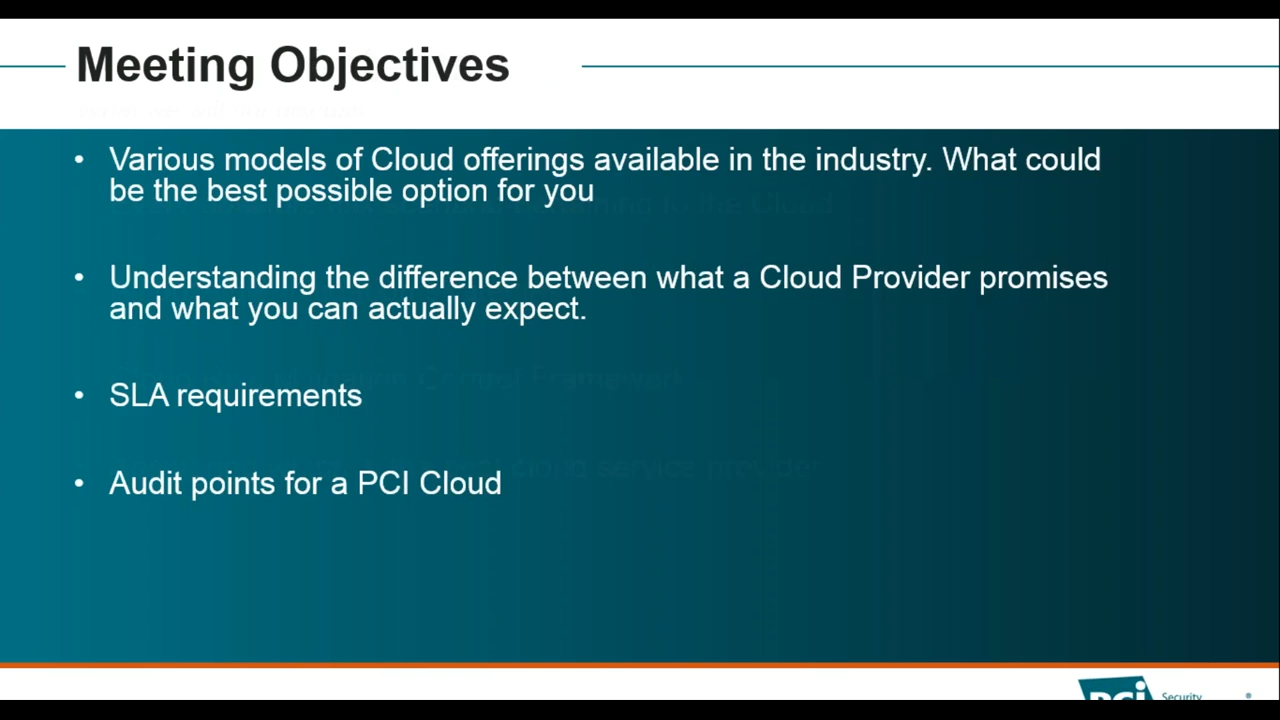 Meeting Objectives
• Various models of Cloud offerings available in the industry. What could
be the best possible option for you
• Understanding the difference between what a Cloud Provider promises
and what you can actually expect.
• SLA requirements
• Audit points for a PCI Cloud
PCi Security
®